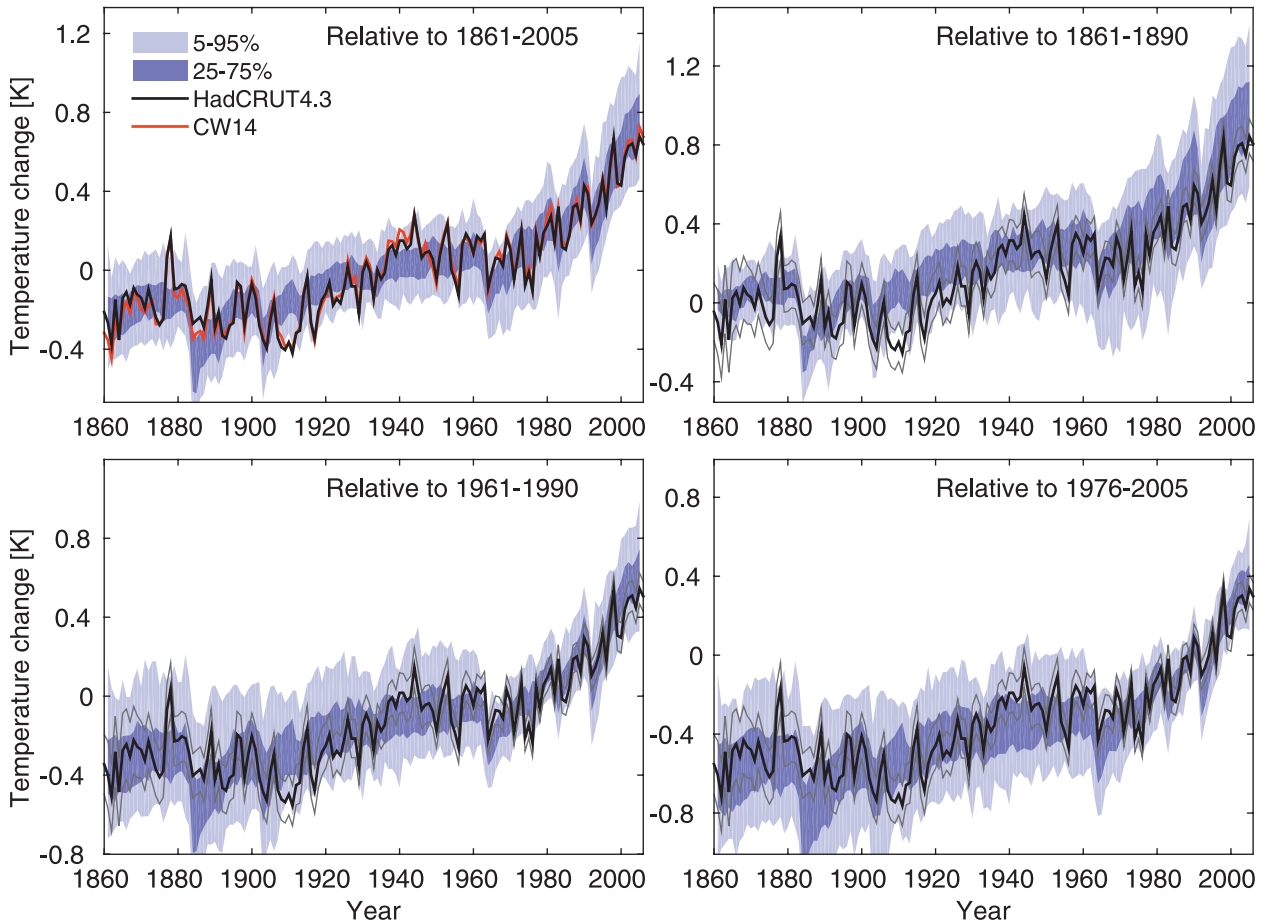 Relative to 1861-2005
5-95%
25-75%
HadCRUT4.3
CW14
Temperature change [K]
1.2
0.8
0.4
0
-0.4
1860 1880 1900 1920 1940 1960 1980 2000
Relative to 1861-1890
1.2
0.8
0.4
0
-0.4
1860 1880 1900 1920 1940 1960 1980 2000
Relative to 1961-1990
Temperature change [K]
0.8
0.4
0
-0.4
-0.8
1860 1880 1900 1920 1940 1960 1980 2000
Year
Relative to 1976-2005
0.8
0.4
0
-0.4
-0.8
1860 1880 1900 1920 1940 1960 1980 2000
Year